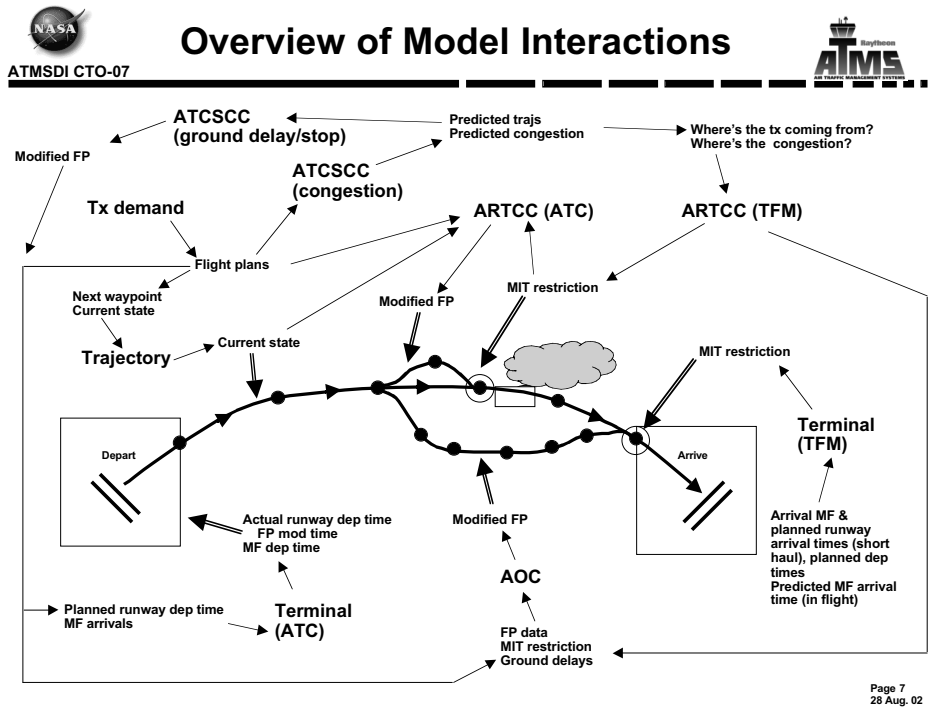 NASA
ATMSDI CTO-07
Overview of Model Interactions
Raytheon
ATMS
AIR TRAFFIC MANAGEMENT SYSTEMS
ATCSCC
(ground delay/stop)
Predicted trajs
Predicted congestion
Where's the tx coming from?
Where's the  congestion?
Modified FP
ATCSCC
(congestion)
Tx demand
ARTCC (ATC)
ARTCC (TFM)
Flight plans
Next waypoint
Current state
MIT restriction
Modified FP
Trajectory
Current state
MIT restriction
Terminal
(TFM)
Depart
Arrive
Actual runway dep time
FP mod time
MF dep time
Modified FP
Arrival MF &
planned runway
arrival times (short
haul), planned dep
times
Predicted MF arrival
time (in flight)
AOC
Planned runway dep time
MF arrivals
Terminal
(ATC)
FP data
MIT restriction
Ground delays
Page 7
28 Aug. 02